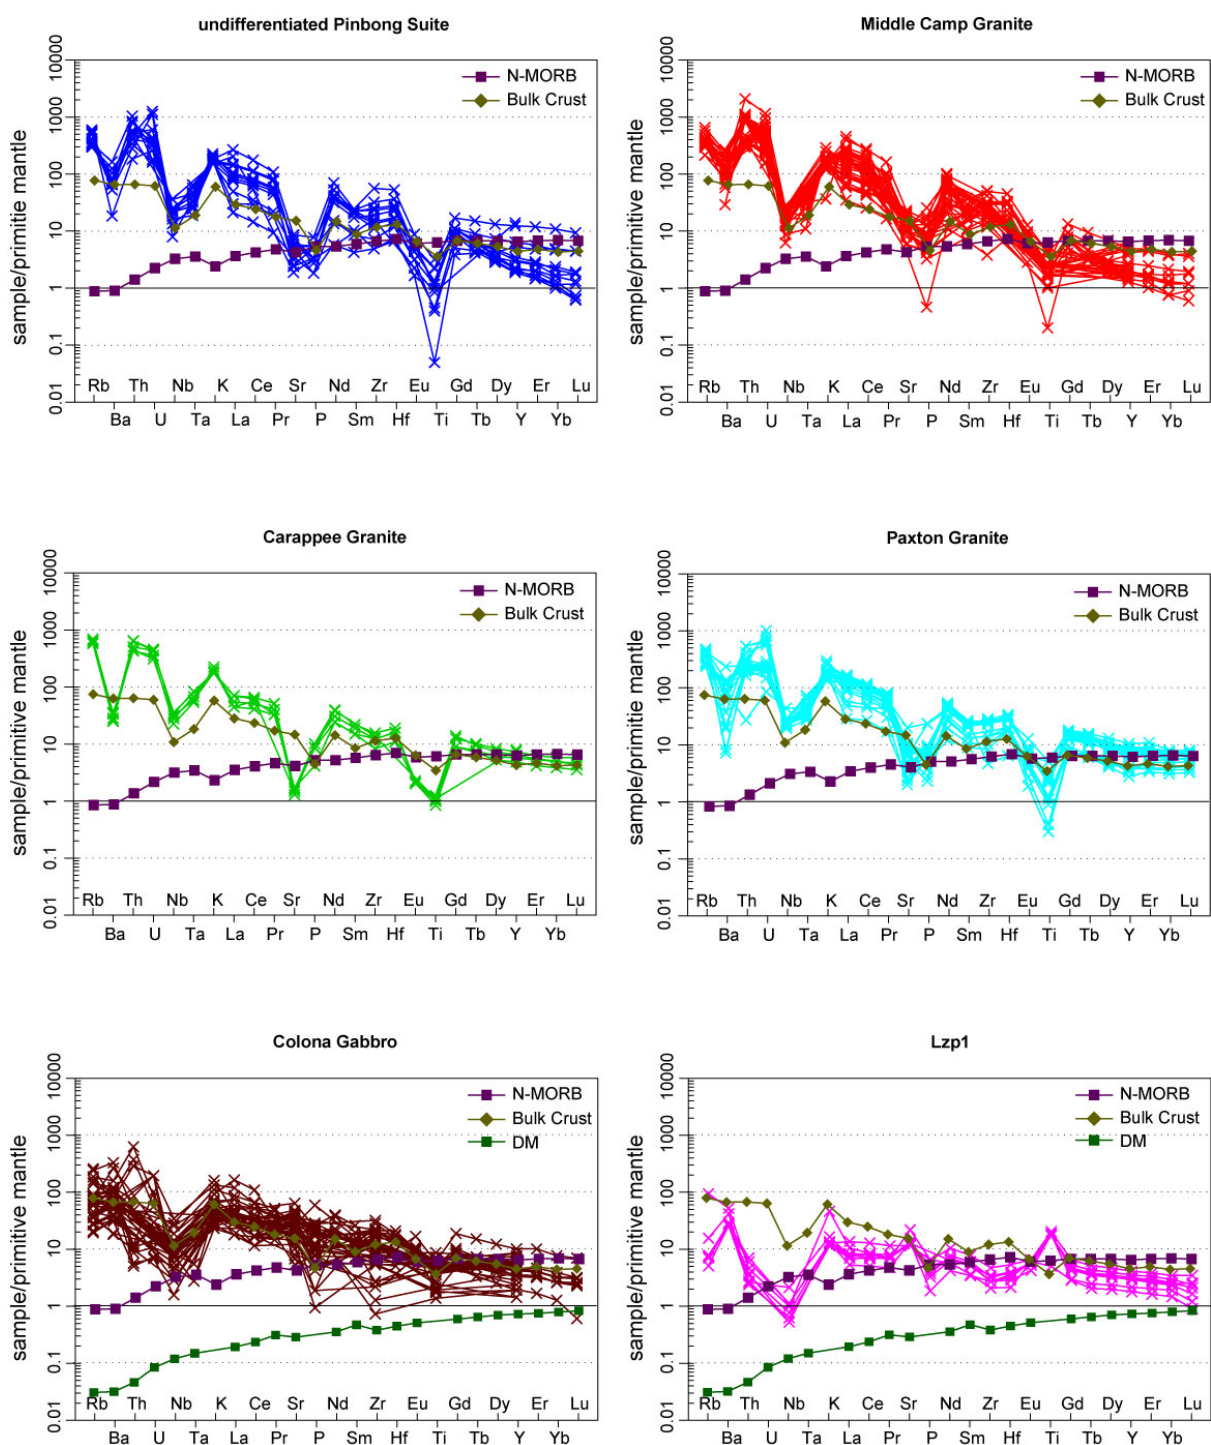 undifferentiated Pinbong Suite
sample/primitie mantle
10000
1000
100
10
1
0.1
0.01
N-MORB
Bulk Crust
Rb Th Nb K Ce Sr Nd Zr Eu Gd Dy Er Lu
Ba U Ta La Pr P Sm Hf Ti Tb Y Yb
Middle Camp Granite
sample/primitive mantle
10000
1000
100
10
1
0.1
0.01
N-MORB
Bulk Crust
Rb Th Nb K Ce Sr Nd Zr Eu Gd Dy Er Lu
Ba U Ta La Pr P Sm Hf Ti Tb Y Yb
Carappee Granite
sample/primitive mantle
10000
1000
100
10
1
0.1
0.01
N-MORB
Bulk Crust
Rb Th Nb K Ce Sr Nd Zr Eu Gd Dy Er Lu
Ba U Ta La Pr P Sm Hf Ti Tb Y Yb
Paxton Granite
sample/primitie mantle
10000
1000
100
10
1
0.1
0.01
N-MORB
Bulk Crust
Rb Th Nb K Ce Sr Nd Zr Eu Gd Dy Er Lu
Ba U Ta La Pr P Sm Hf Ti Tb Y Yb
Colona Gabbro
sample/primitive mantle
10000
1000
100
10
1
0.1
0.01
N-MORB
Bulk Crust
DM
Rb Th Nb K Ce Sr Nd Zr Eu Gd Dy Er Lu
Ba U Ta La Pr P Sm Hf Ti Tb Y Yb
Lzp1
sample/primitive mantle
10000
1000
100
10
1
0.1
0.01
N-MORB
Bulk Crust
DM
Rb Th Nb K Ce Sr Nd Zr Eu Gd Dy Er Lu
Ba U Ta La Pr P Sm Hf Ti Tb Y Yb